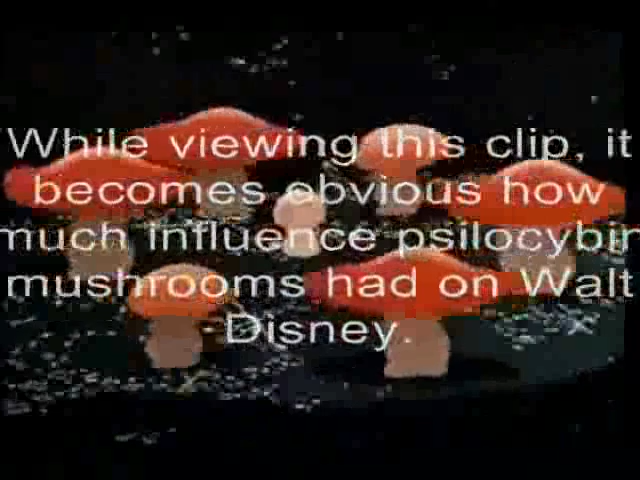 While viewing this clip, it
becomes obvious how
much influence psilocybin
mushrooms had on Walt
Disney.